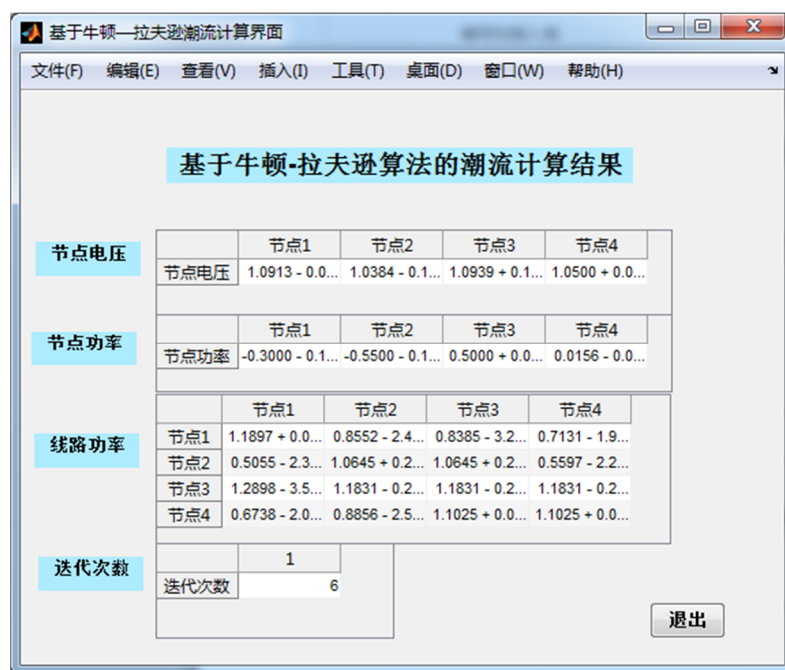 基于牛顿—拉夫逊潮流计算界面
文件(F) 编辑(E) 查看(V) 插入(I) 工具(T) 桌面(D) 窗口(W) 帮助(H)
基于牛顿-拉夫逊算法的潮流计算结果
节点电压
节点1 节点2 节点3 节点4
节点电压 1.0913 - 0.0... 1.0384 - 0.1... 1.0939 + 0.1... 1.0500 + 0.0...
节点功率
节点1 节点2 节点3 节点4
节点功率 -0.3000 - 0.1... -0.5500 - 0.1... 0.5000 + 0.0... 0.0156 - 0.0...
线路功率
节点1 节点2 节点3 节点4
节点1 1.1897 + 0.0... 0.8552 - 2.4... 0.8385 - 3.2... 0.7131 - 1.9...
节点2 0.5055 - 2.3... 1.0645 + 0.2... 1.0645 + 0.2... 0.5597 - 2.2...
节点3 1.2898 - 3.5... 1.1831 - 0.2... 1.1831 - 0.2... 1.1831 - 0.2...
节点4 0.6738 - 2.0... 0.8856 - 2.5... 1.1025 + 0.0... 1.1025 + 0.0...
迭代次数
1
迭代次数 6
退出